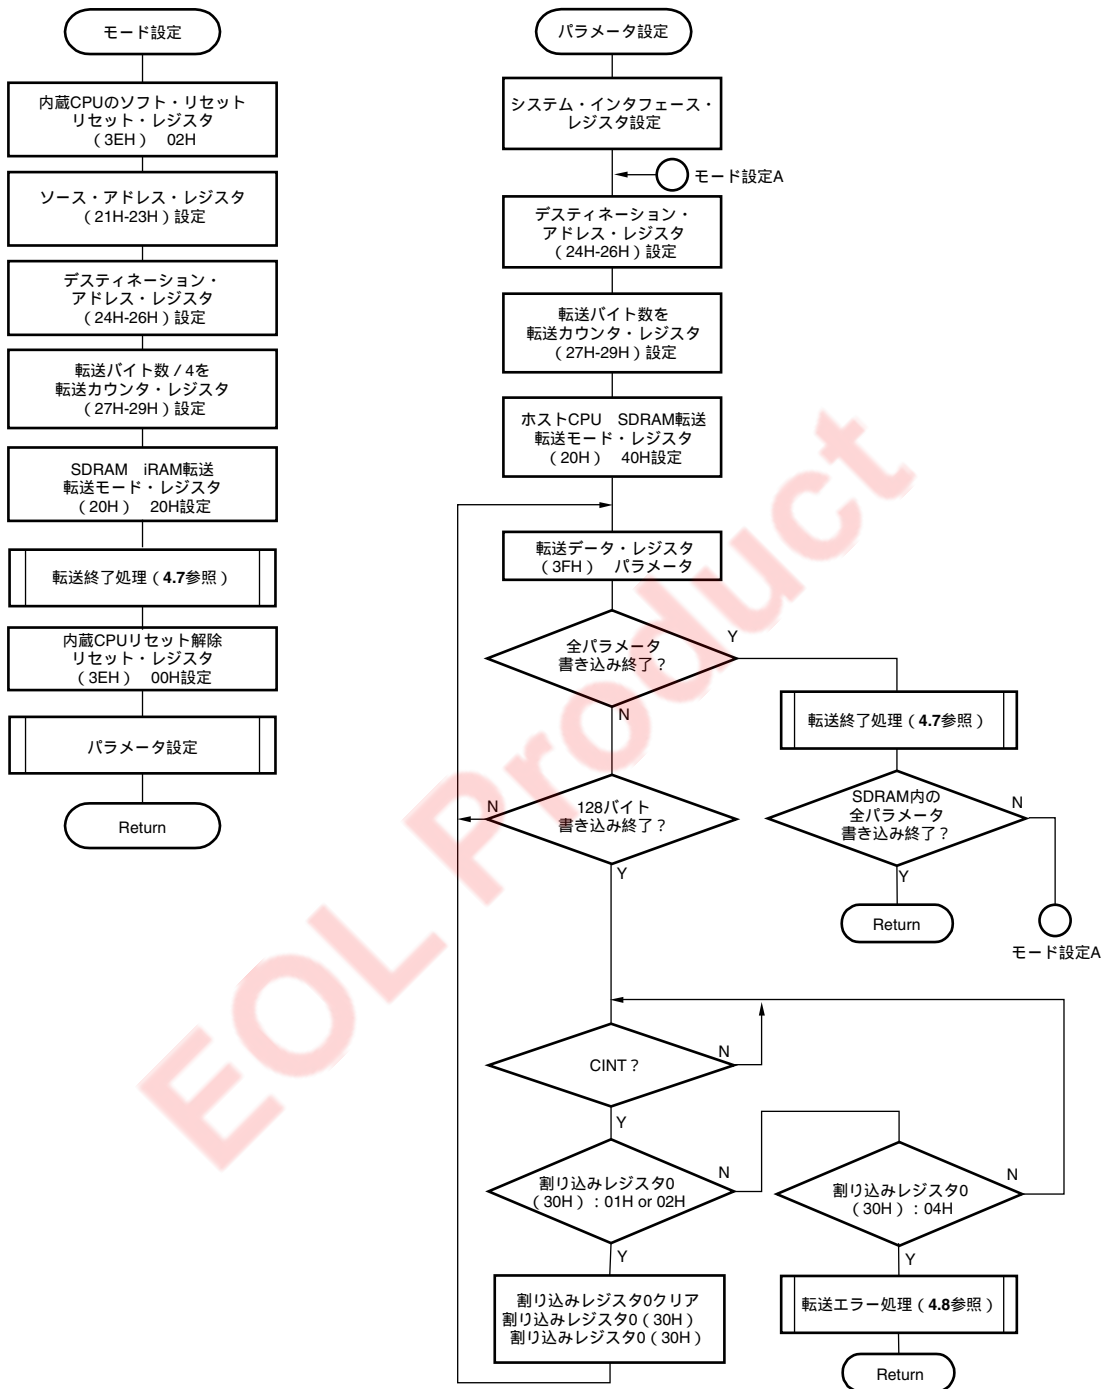 モード設定
内蔵CPUのソフト・リセット
リセット・レジスタ
（3EH） 02H
ソース・アドレス・レジスタ
（21H-23H）設定
デスティネーション・
アドレス・レジスタ
（24H-26H）設定
転送バイト数 / 4を
転送カウンタ・レジスタ
（27H-29H）設定
SDRAM iRAM転送
転送モード・レジスタ
（20H） 20H設定
転送終了処理（4.7参照）
内蔵CPUリセット解除
リセット・レジスタ
（3EH） 00H設定
パラメータ設定
Return
パラメータ設定
システム・インタフェース・
レジスタ設定
モード設定A
デスティネーション・
アドレス・レジスタ
（24H-26H）設定
転送バイト数を
転送カウンタ・レジスタ
（27H-29H）設定
ホストCPU SDRAM転送
転送モード・レジスタ
（20H） 40H設定
転送データ・レジスタ
（3FH） パラメータ
全パラメータ
書き込み終了？
Y
N
転送終了処理（4.7参照）
128バイト
書き込み終了？
N
Y
SDRAM内の
全パラメータ
書き込み終了？
N
Y
Return
モード設定A
CINT？
N
Y
割り込みレジスタ0
（30H）：01H or 02H
N
Y
割り込みレジスタ0
（30H）：04H
N
Y
割り込みレジスタ0クリア
割り込みレジスタ0（30H）
割り込みレジスタ0（30H）
転送エラー処理（4.8参照）
Return
EOL Product